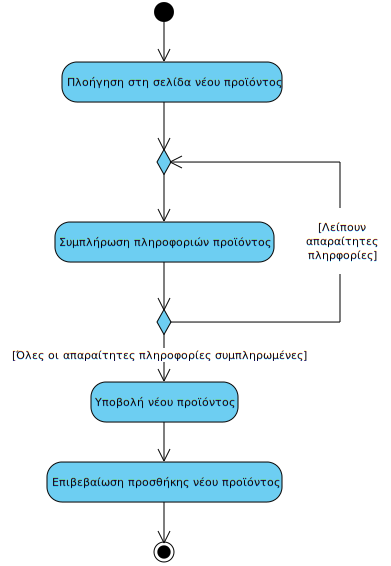 Πλοήγηση στη σελίδα νέου προϊόντος
[Λείπουν
απαραίτητες
πληρφορίες]
Συμπλήρωση πληροφοριών προϊόντος
[Όλες οι απαραίτητες πληροφορίες συμπληρωμένες]
Υποβολή νέου προϊόντος
Επιβεβαίωση προσθήκης νέου προϊόντος